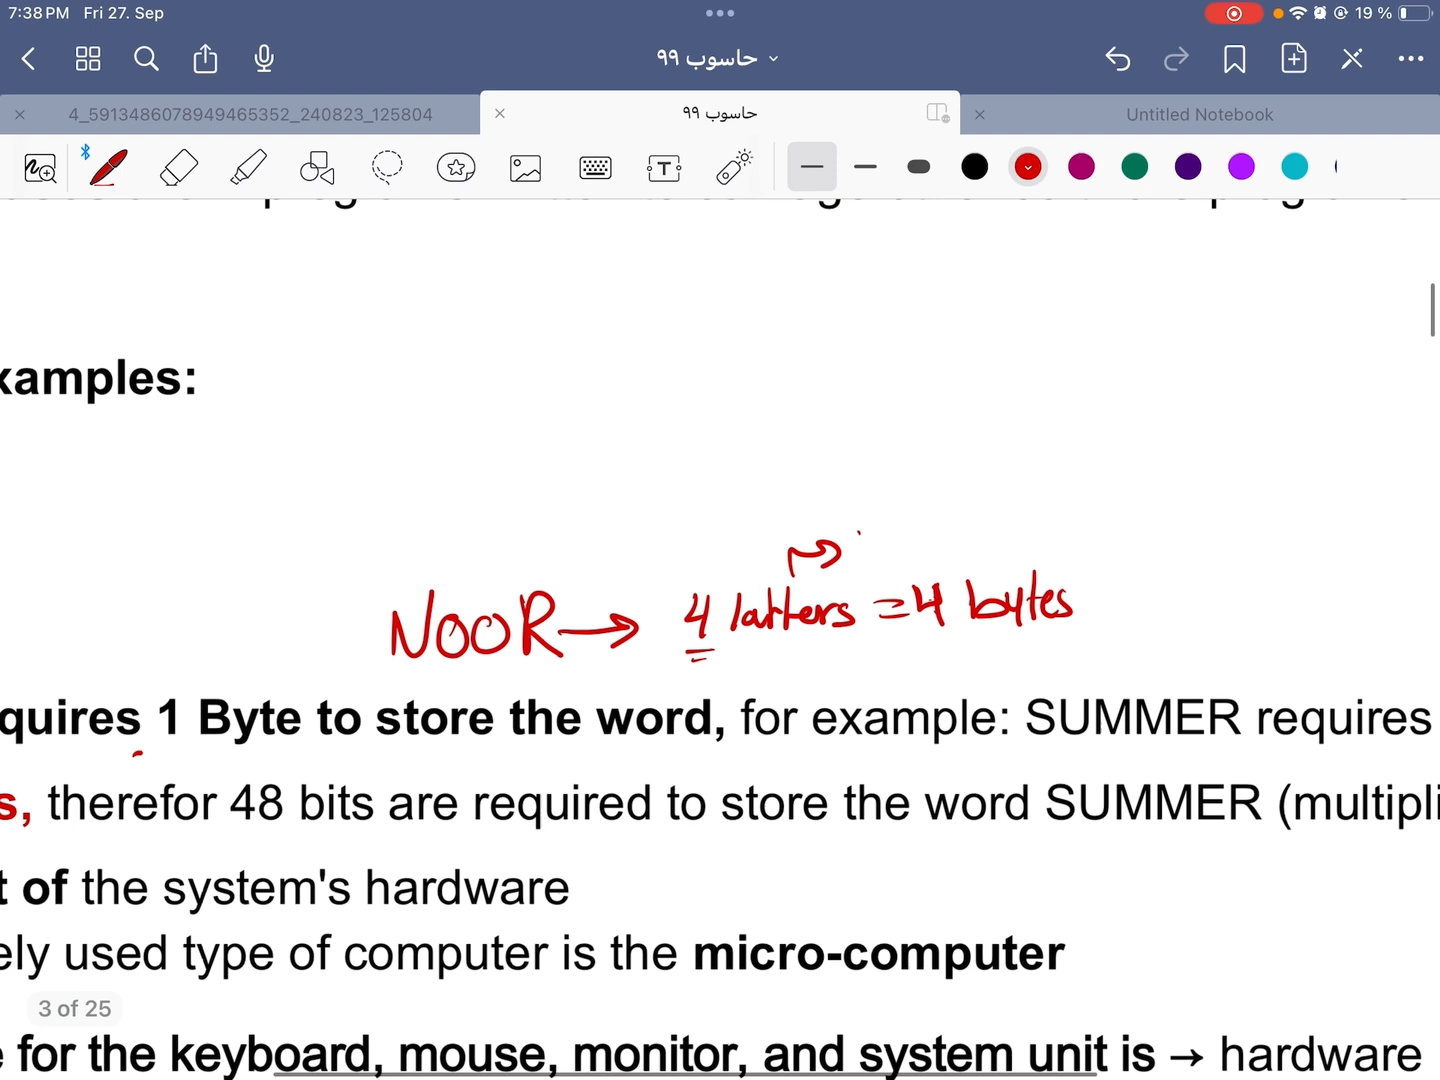 7:38 PM Fri 27. Sep
19 %
حاسوب ٩٩
4_5913486078949465352_240823_125804
حاسوب ٩٩
Untitled Notebook
T
xamples:
NOOR → 4 latters = 4 bytes
quires 1 Byte to store the word, for example: SUMMER requires
s, therefor 48 bits are required to store the word SUMMER (multipli
t of the system's hardware
ely used type of computer is the micro-computer
3 of 25
e for the keyboard, mouse, monitor, and system unit is → hardware